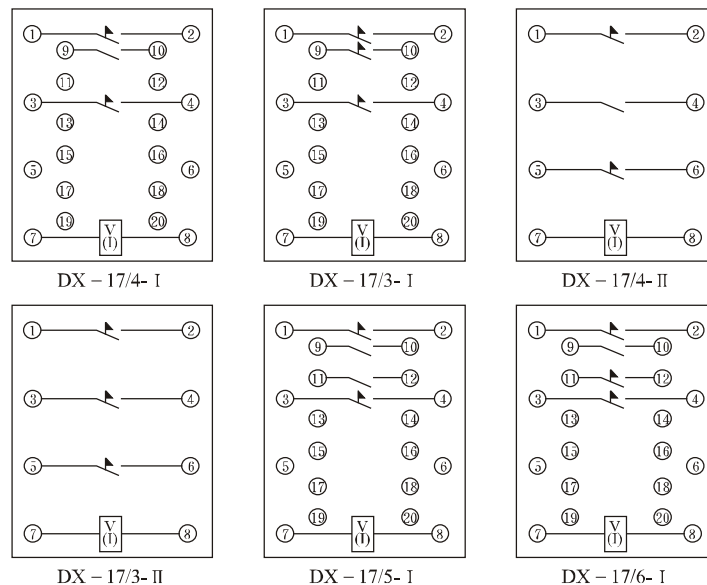 ① ②
⑨ ⑩
⑪ ⑫
③ ④
⑬ ⑭
⑮ ⑯
⑤ ⑥
⑰ ⑱
⑲ ⑳
V
(I)
⑦ ⑧
DX－17/4- Ⅰ
① ②
⑨ ⑩
⑪ ⑫
③ ④
⑬ ⑭
⑮ ⑯
⑤ ⑥
⑰ ⑱
⑲ ⑳
V
(I)
⑦ ⑧
DX－17/3- Ⅰ
① ②
③ ④
⑤ ⑥
V
(I)
⑦ ⑧
DX－17/4- Ⅱ
① ②
③ ④
⑤ ⑥
V
(I)
⑦ ⑧
DX－17/3- Ⅱ
① ②
⑨ ⑩
⑪ ⑫
③ ④
⑬ ⑭
⑮ ⑯
⑤ ⑥
⑰ ⑱
⑲ ⑳
V
(I)
⑦ ⑧
DX－17/5- Ⅰ
① ②
⑨ ⑩
⑪ ⑫
③ ④
⑬ ⑭
⑮ ⑯
⑤ ⑥
⑰ ⑱
⑲ ⑳
V
(I)
⑦ ⑧
DX－17/6- Ⅰ